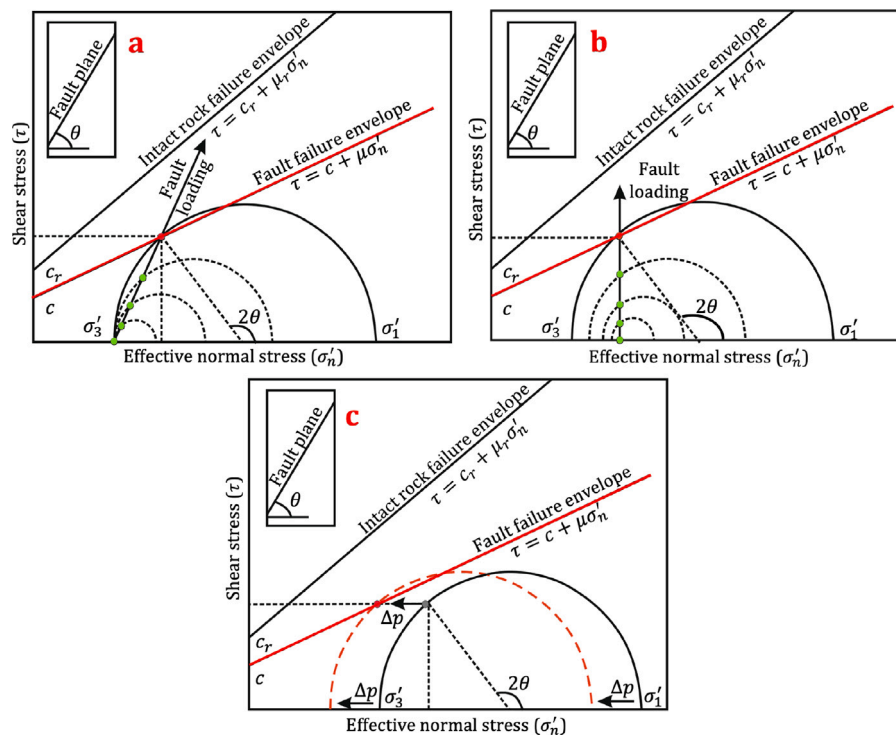 a
Fault plane
θ
Intact rock failure envelope
τ = c_r + μ_rσ′_n
Fault failure envelope
τ = c + μσ′_n
Fault
loading
Shear stress (τ)
c_r
c
σ′_3
2θ
σ′_1
Effective normal stress (σ′_n)
b
Fault plane
θ
Intact rock failure envelope
τ = c_r + μ_rσ′_n
Fault failure envelope
τ = c + μσ′_n
Fault
loading
Shear stress (τ)
c_r
c
σ′_3
2θ
σ′_1
Effective normal stress (σ′_n)
c
Fault plane
θ
Intact rock failure envelope
τ = c_r + μ_rσ′_n
Fault failure envelope
τ = c + μσ′_n
Shear stress (τ)
Δp
c_r
c
Δp
σ′_3
2θ
Δp
σ′_1
Effective normal stress (σ′_n)